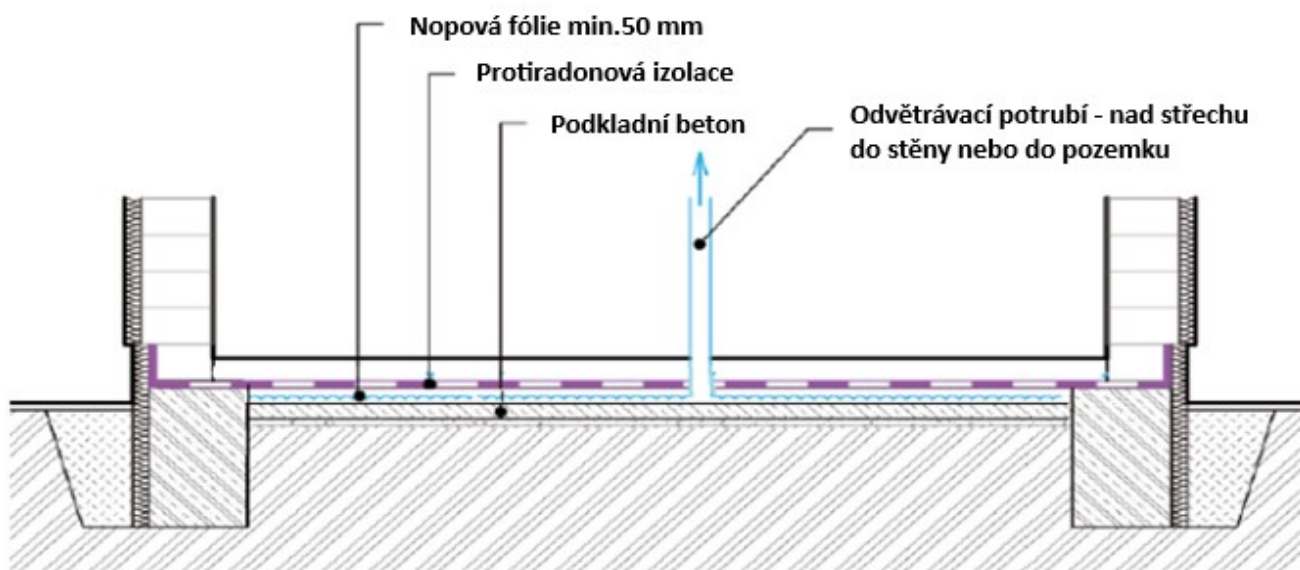 Nopová fólie min.50 mm
Protiradonová izolace
Podkladní beton
Odvětrávací potrubí - nad střechu
do stěny nebo do pozemku